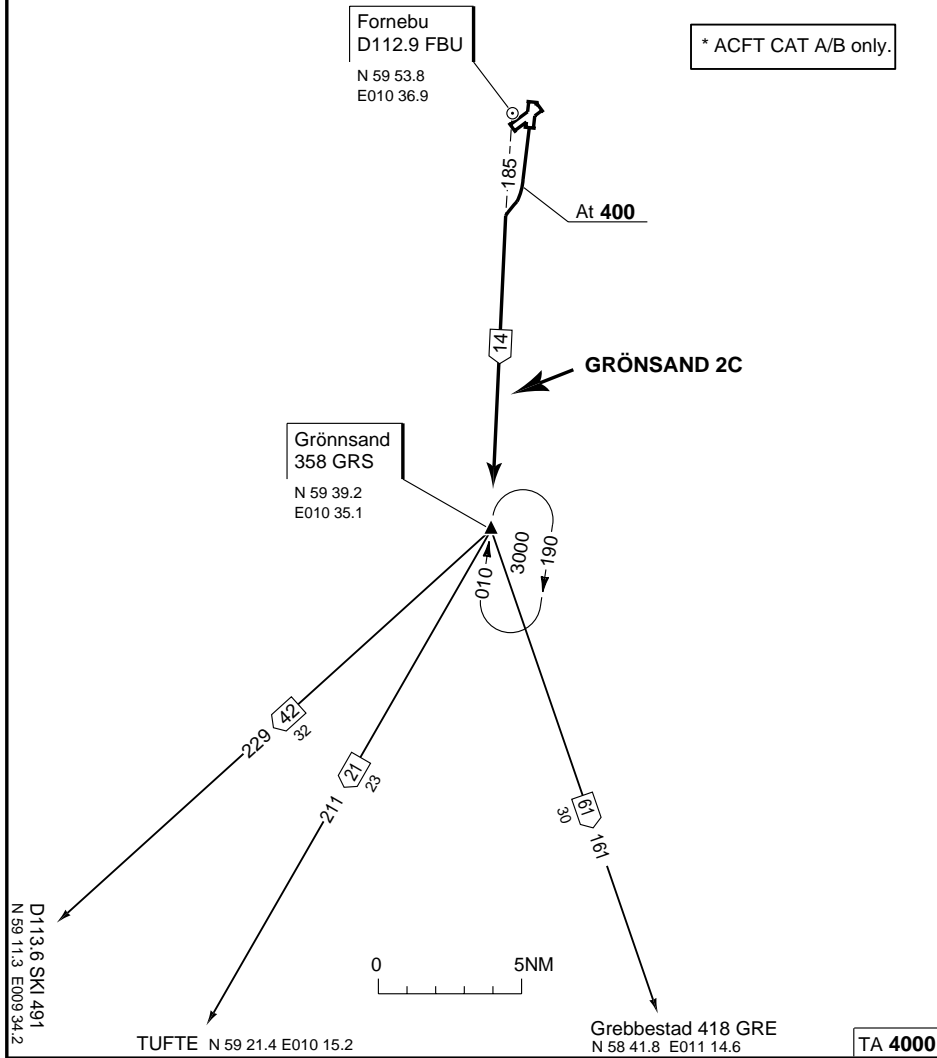 Fornebu
D112.9 FBU
N 59 53.8
E010 36.9
* ACFT CAT A/B only.
185
At 400
14
GRÖNSAND 2C
Grönnsand
358 GRS
N 59 39.2
E010 35.1
010
3000
190
229
42
32
211
21
23
61
30
161
D113.6 SKI 491
N 59 11.3 E009 34.2
0 5NM
TUFTE N 59 21.4 E010 15.2
Grebbestad 418 GRE
N 58 41.8 E011 14.6
TA 4000